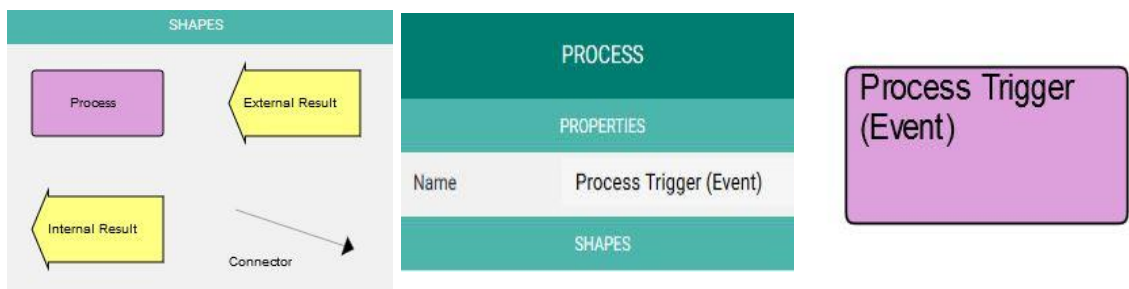 SHAPES
Process
External Result
Internal Result
Connector
PROCESS
PROPERTIES
Name
Process Trigger (Event)
SHAPES
Process Trigger
(Event)